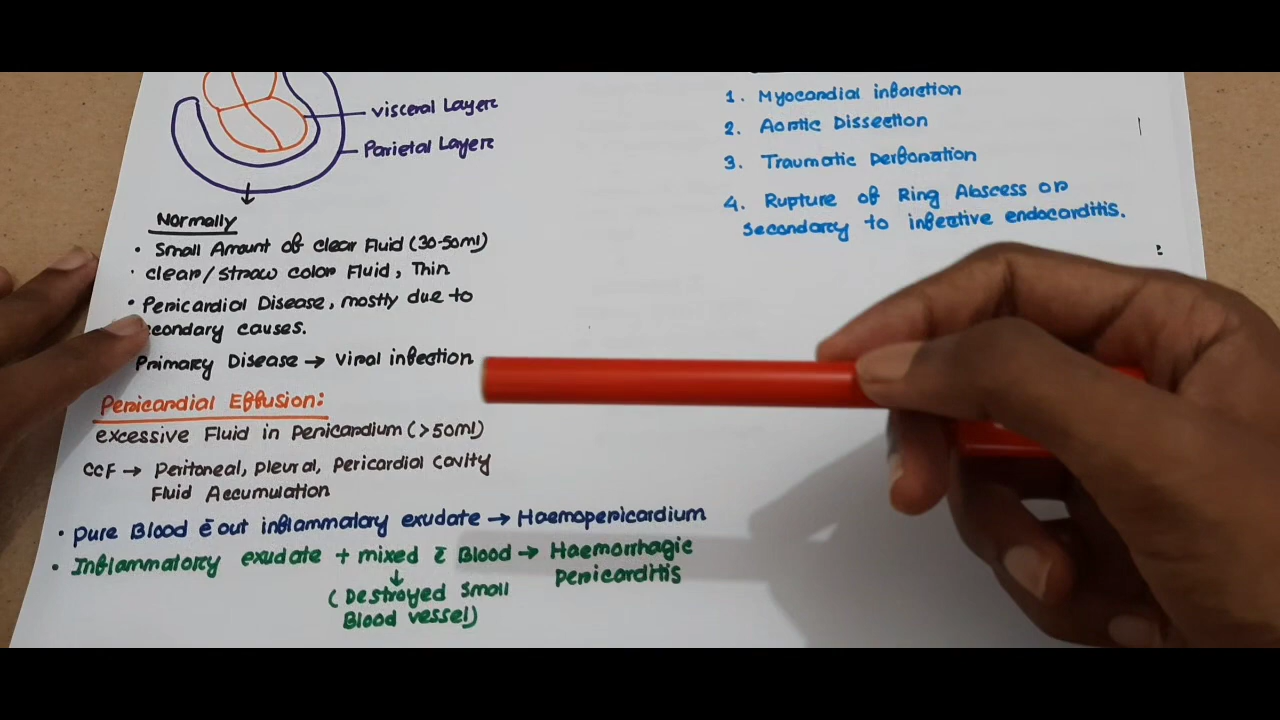 visceral Layer
Parietal Layer
Normally
• Small Amount of clear Fluid (30-50ml)
• clear/straw color Fluid, Thin
• Pericardial Disease, mostly due to
causes.
Primary Disease → viral infection
Pericardial Effusion:
excessive Fluid in Pericardium (>50ml)
CCF → Peritoneal, pleural, Pericardial cavity
Fluid Accumulation
• pure Blood c̄ out inflammatory exudate → Haemopericardium
• Inflammatory exudate + mixed c̄ Blood → Haemorrhagic
Pericarditis
↓
(Destroyed small
Blood vessel)
1. Myocardial infarction
2. Aortic Dissection
3. Traumatic perforation
4. Rupture of Ring Abscess or
secondary to infective endocarditis.